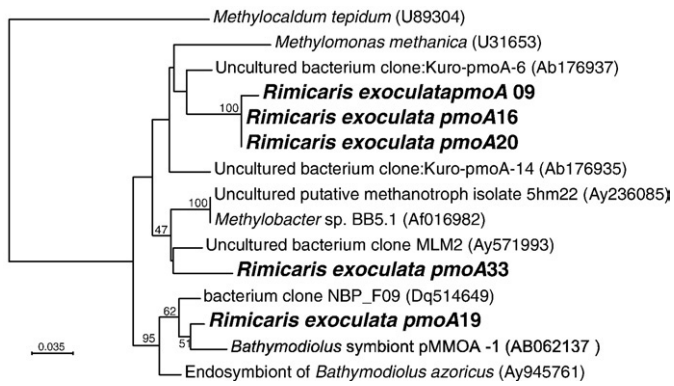 Methylocaldum tepidum (U89304)
Methylomonas methanica (U31653)
Uncultured bacterium clone:Kuro-pmoA-6 (Ab176937)
Rimicaris exoculatapmoA 09
100
Rimicaris exoculata pmoA16
Rimicaris exoculata pmoA20
Uncultured bacterium clone:Kuro-pmoA-14 (Ab176935)
Uncultured putative methanotroph isolate 5hm22 (Ay236085)
100
Methylobacter sp. BB5.1 (Af016982)
47
Uncultured bacterium clone MLM2 (Ay571993)
Rimicaris exoculata pmoA33
bacterium clone NBP_F09 (Dq514649)
62
Rimicaris exoculata pmoA19
95
51
Bathymodiolus symbiont pMMOA -1 (AB062137 )
0.035
Endosymbiont of Bathymodiolus azoricus (Ay945761)